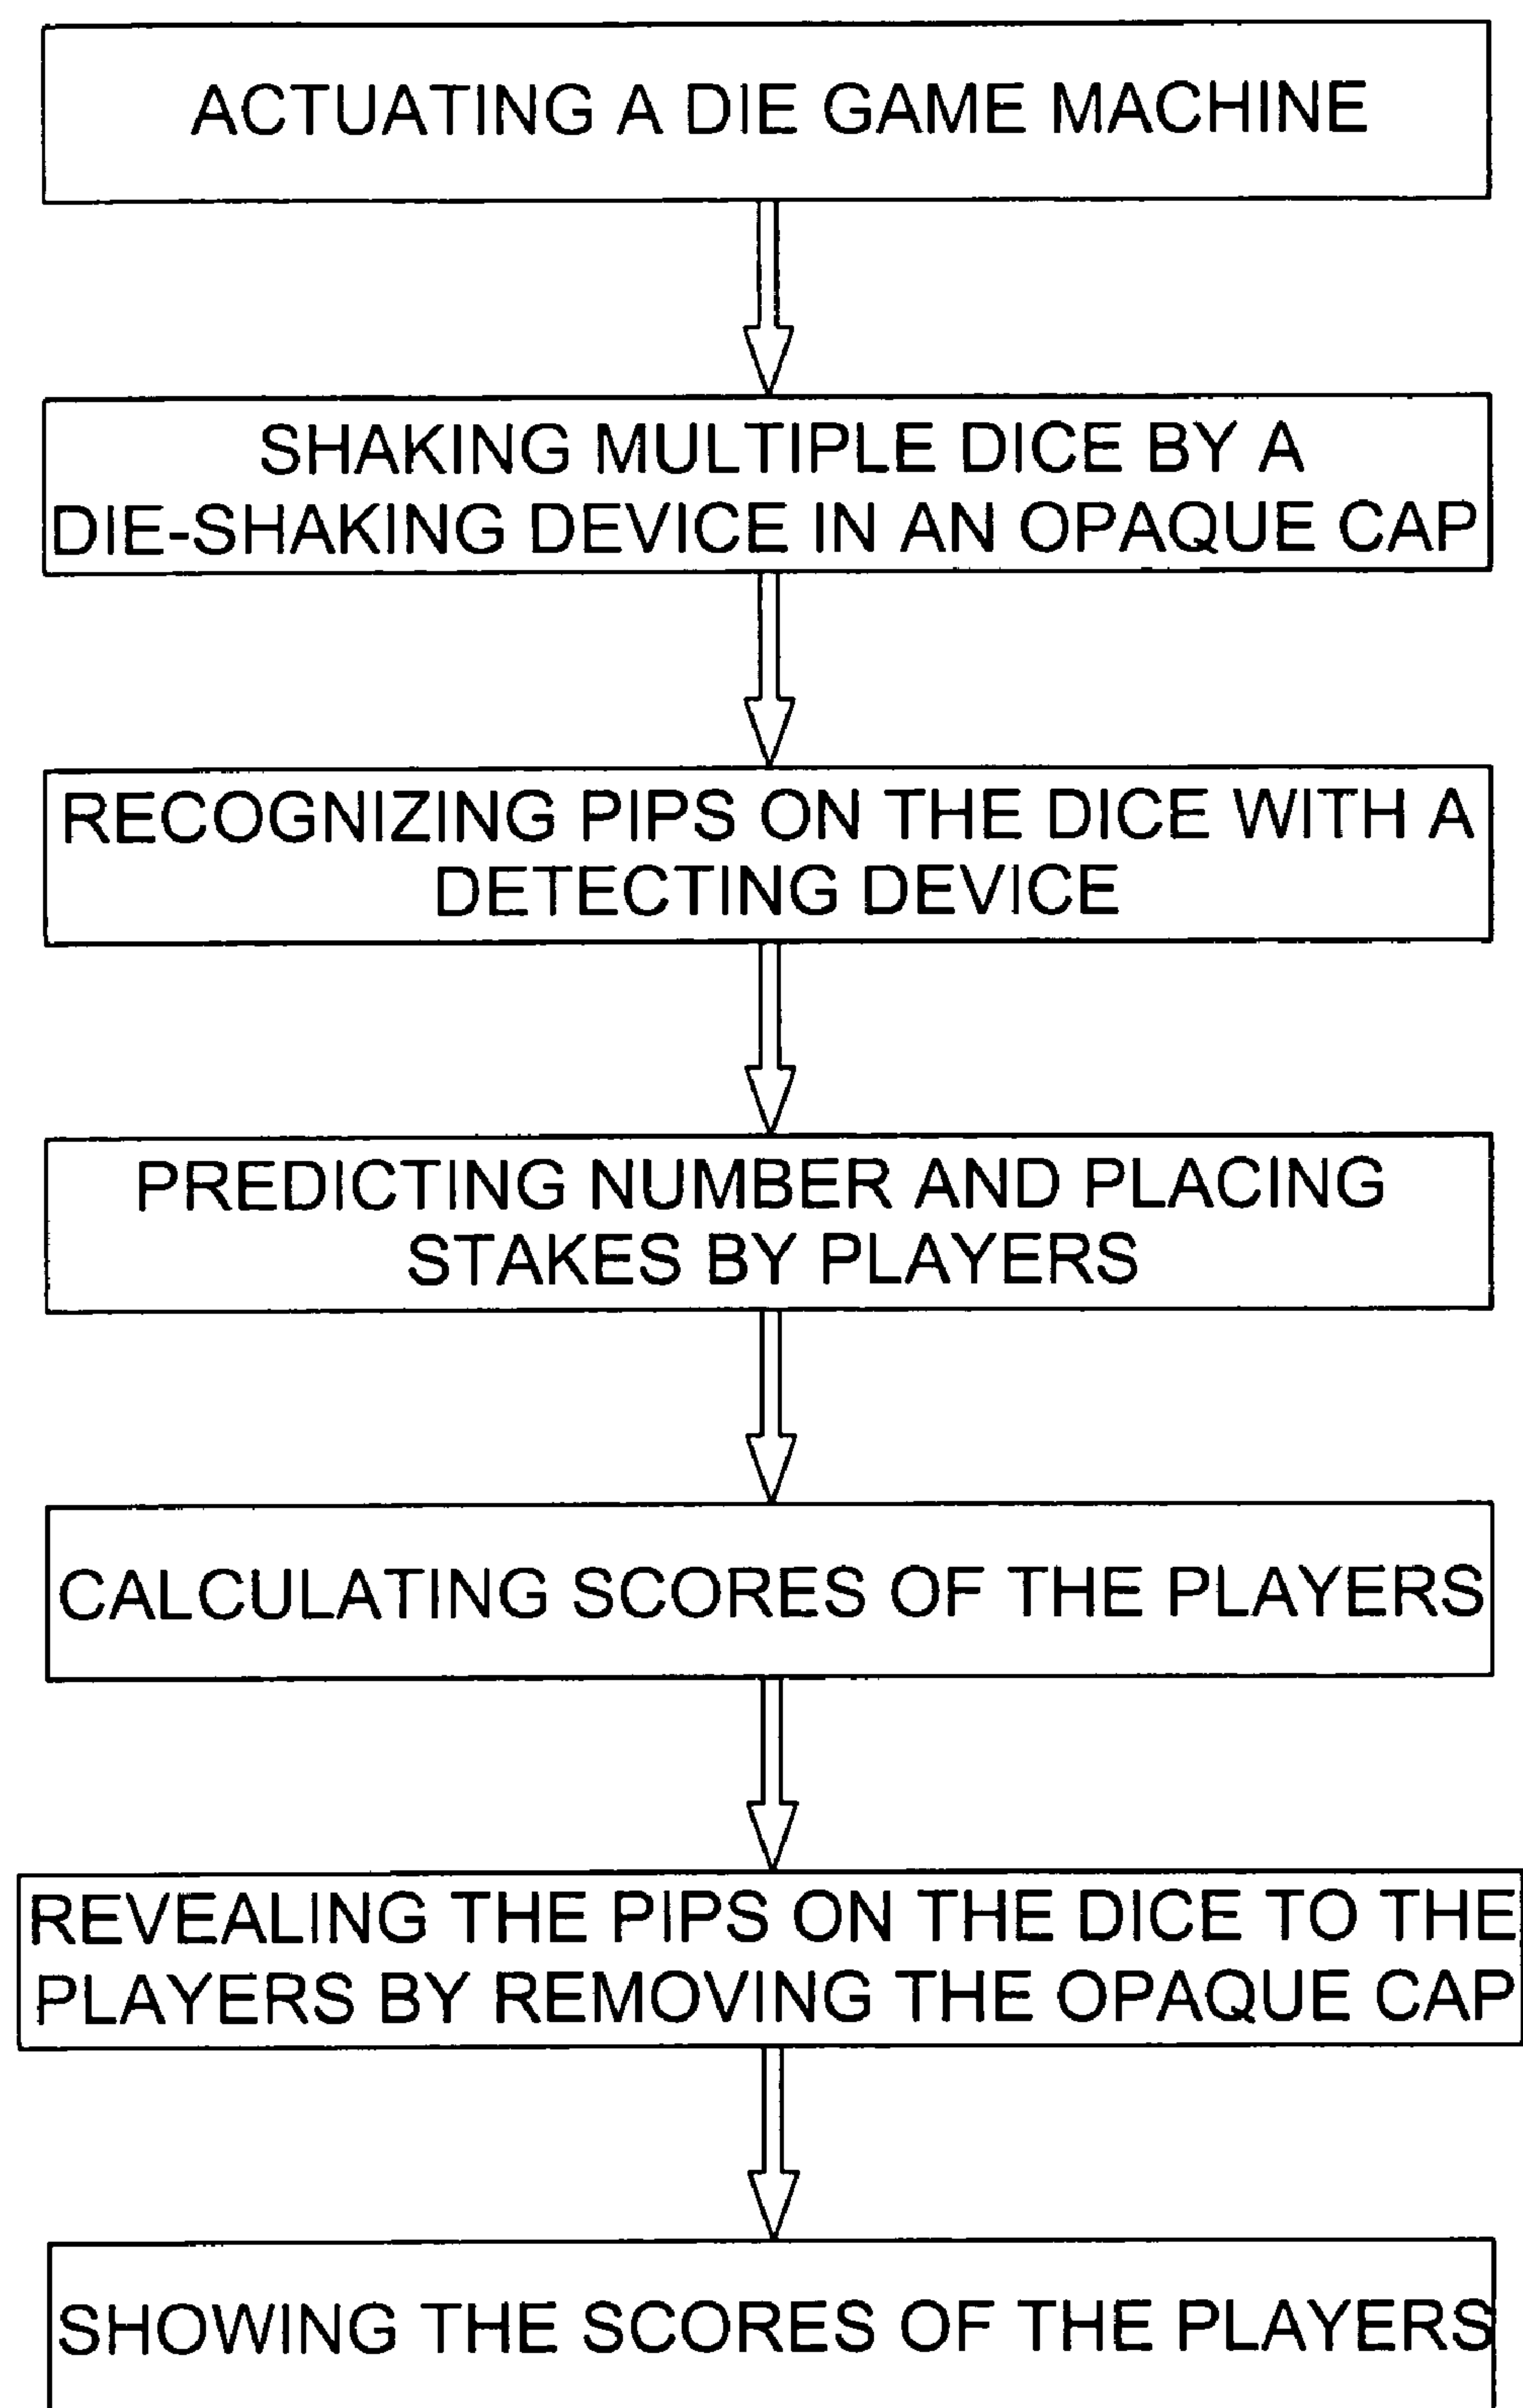 ACTUATING A DIE GAME MACHINE
SHAKING MULTIPLE DICE BY A
DIE-SHAKING DEVICE IN AN OPAQUE CAP
RECOGNIZING PIPS ON THE DICE WITH A
DETECTING DEVICE
PREDICTING NUMBER AND PLACING
STAKES BY PLAYERS
CALCULATING SCORES OF THE PLAYERS
REVEALING THE PIPS ON THE DICE TO THE
PLAYERS BY REMOVING THE OPAQUE CAP
SHOWING THE SCORES OF THE PLAYERS